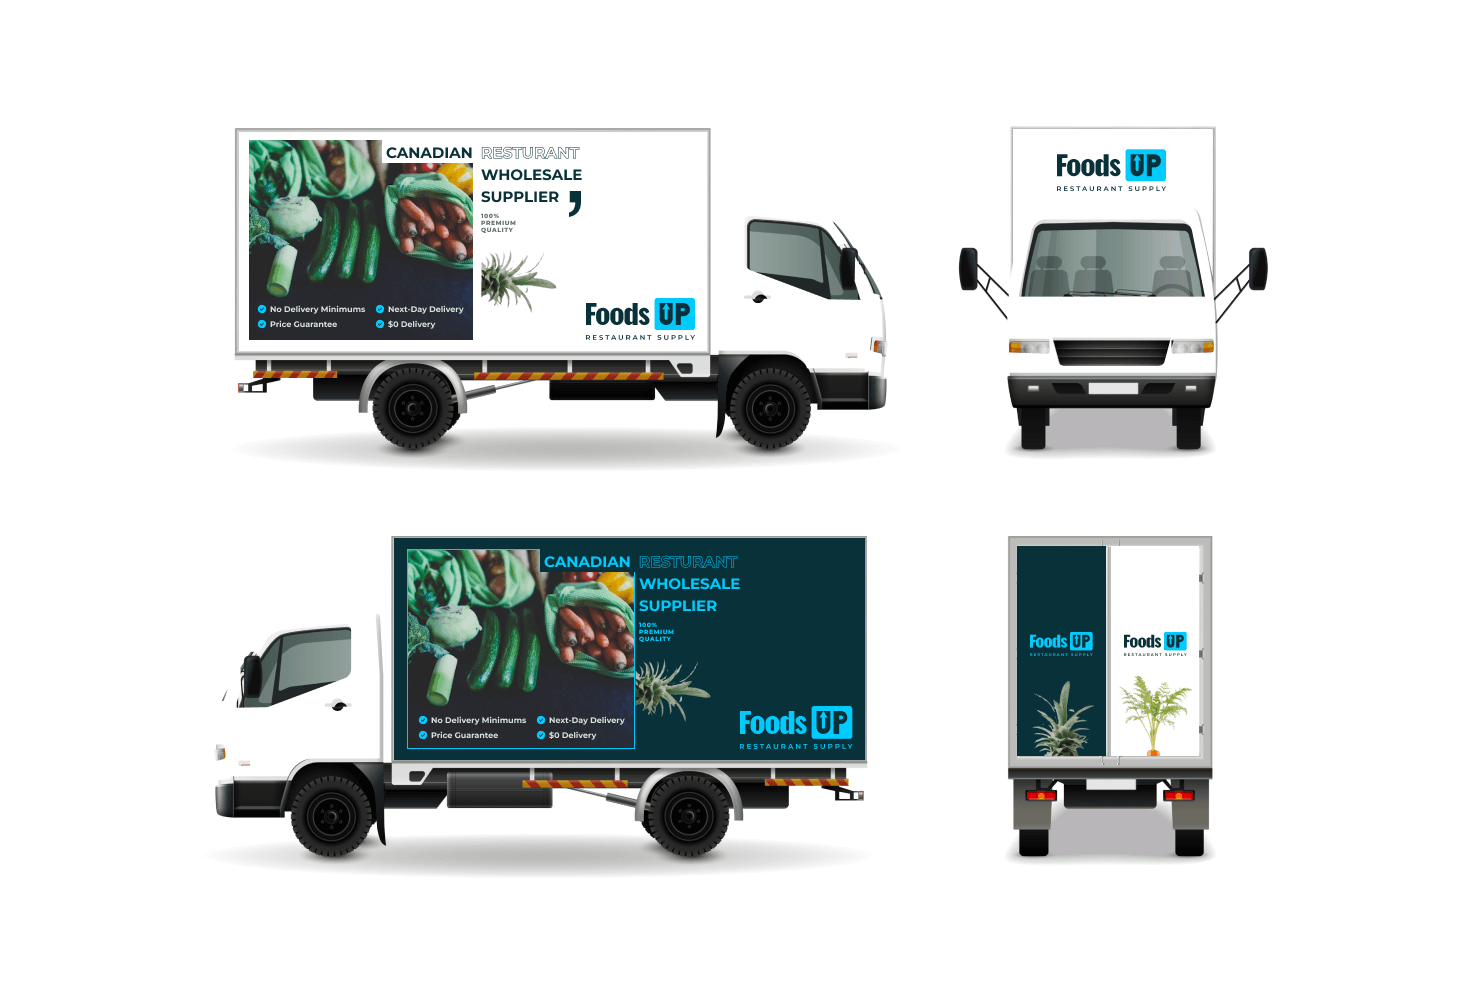 CANADIAN RESTURANT
WHOLESALE
SUPPLIER ,
100%
PREMIUM
QUALITY
No Delivery Minimums
Next-Day Delivery
Price Guarantee
$0 Delivery
Foods UP
RESTAURANT SUPPLY
Foods UP
RESTAURANT SUPPLY
CANADIAN RESTURANT
WHOLESALE
SUPPLIER
100%
PREMIUM
QUALITY
No Delivery Minimums
Next-Day Delivery
Price Guarantee
$0 Delivery
Foods UP
RESTAURANT SUPPLY
Foods UP
RESTAURANT SUPPLY
Foods UP
RESTAURANT SUPPLY